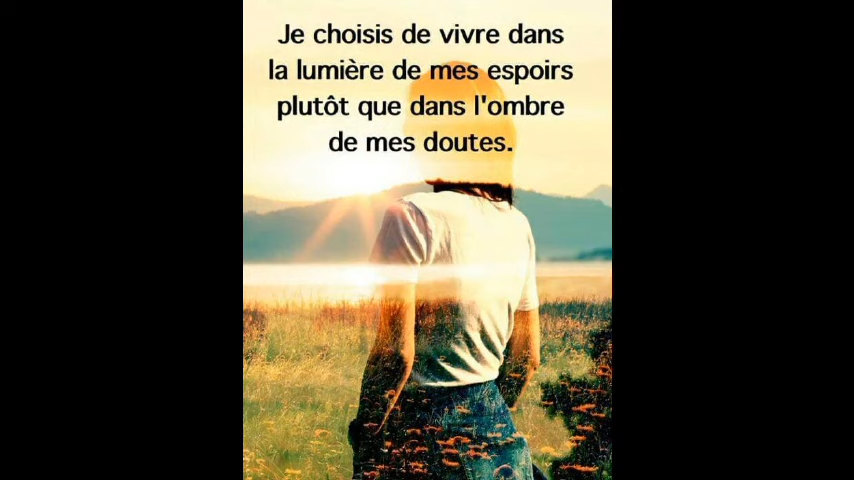 Je choisis de vivre dans
la lumière de mes espoirs
plutôt que dans l'ombre
de mes doutes.